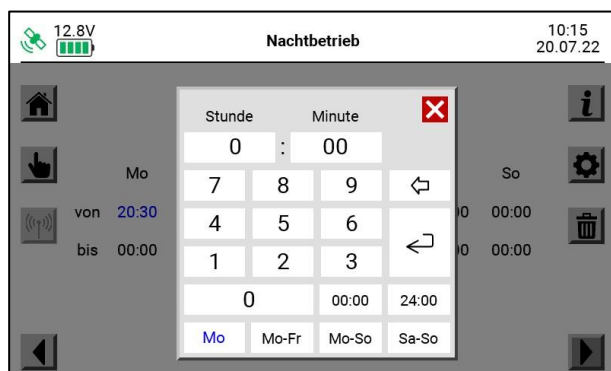 12.8V
Nachtbetrieb
10:15
20.07.22
Stunde Minute
0 : 00
7 8 9
4 5 6
1 2 3
0 00:00 24:00
Mo Mo-Fr Mo-So Sa-So
Mo So
von 20:30 00:00
bis 00:00 00:00
i